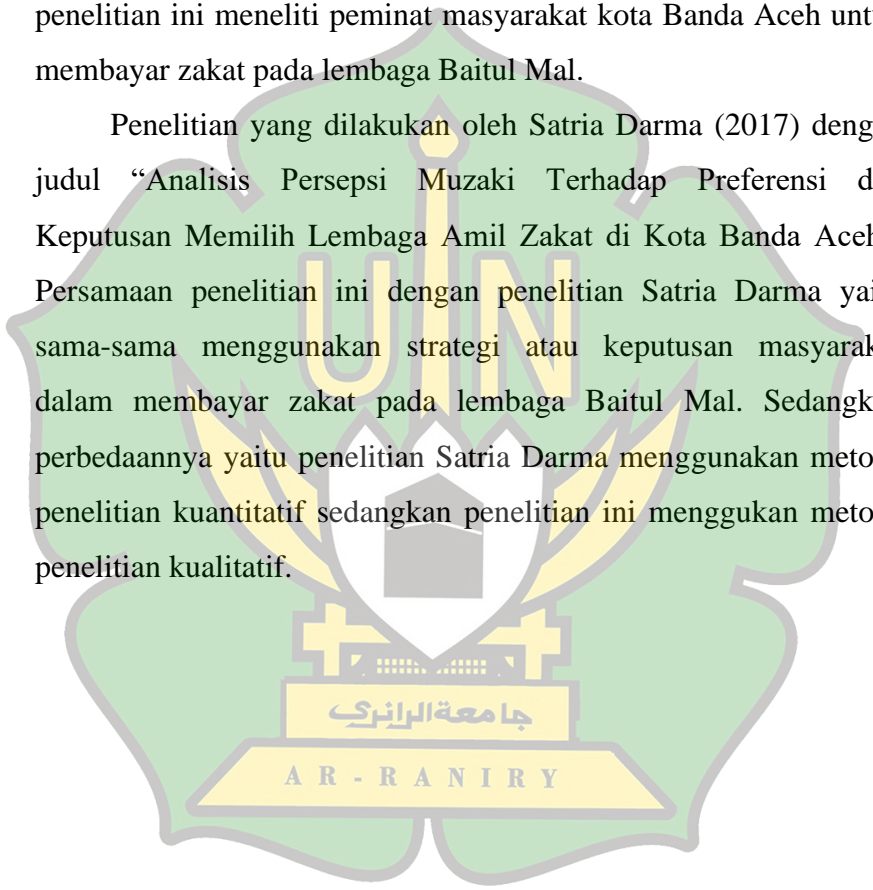 penelitian ini meneliti peminat masyarakat kota Banda Aceh unt
membayar zakat pada lembaga Baitul Mal.
Penelitian yang dilakukan oleh Satria Darma (2017) deng
judul “Analisis Persepsi Muzaki Terhadap Preferensi d
Keputusan Memilih Lembaga Amil Zakat di Kota Banda Aceh
Persamaan penelitian ini dengan penelitian Satria Darma yai
sama-sama menggunakan strategi atau keputusan masyarak
dalam membayar zakat pada lembaga Baitul Mal. Sedangk
perbedaannya yaitu penelitian Satria Darma menggunakan meto
penelitian kuantitatif sedangkan penelitian ini menggukan meto
penelitian kualitatif.
UIN
جامعةالرانري
AR-RANIRY